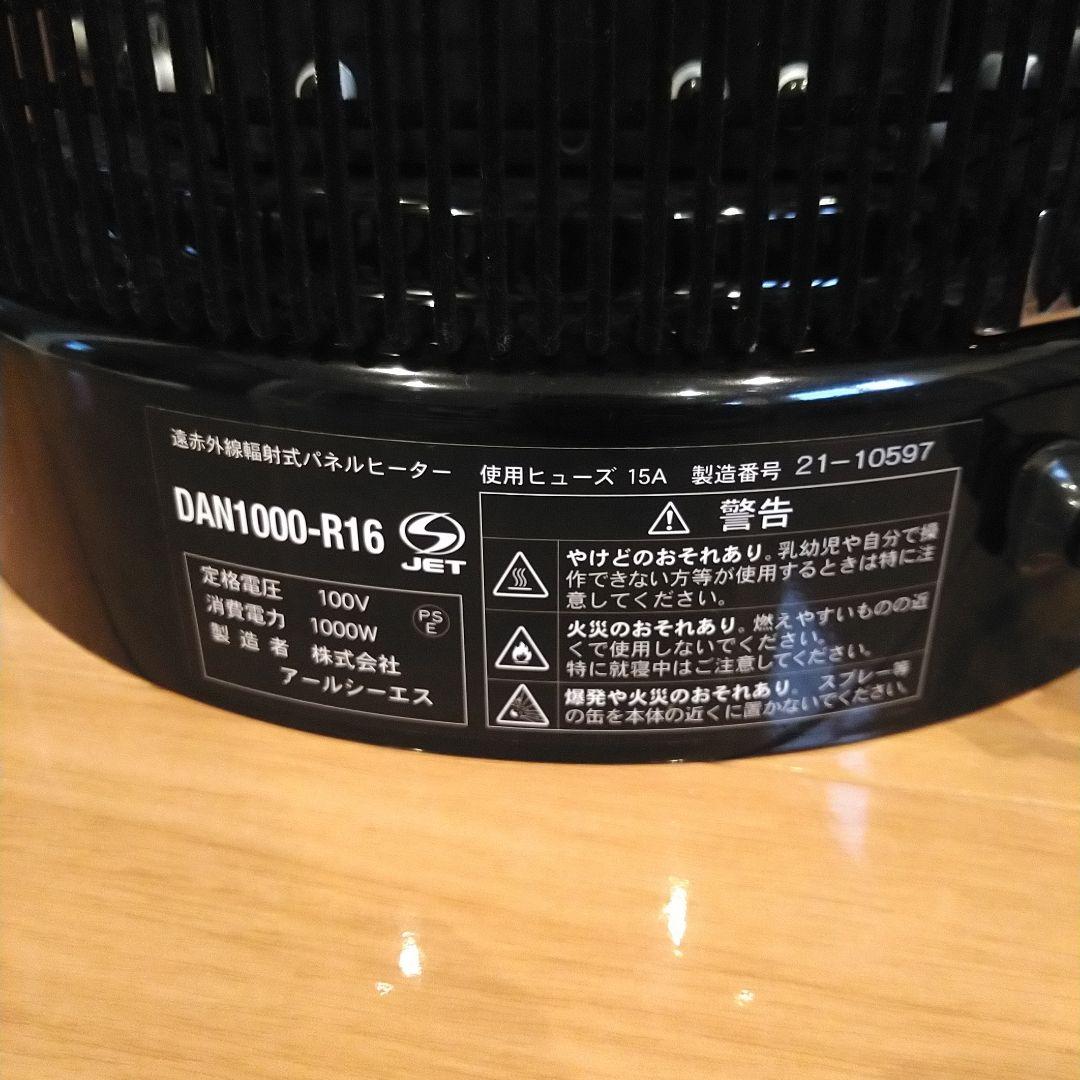 遠赤外線輻射式パネルヒーター 使用ヒューズ 15A 製造番号 21-10597
DAN1000-R16
S JET
定格電圧 100V
消費電力 1000W
PS
E
製造者 株式会社
アールシーエス
警告
やけどのおそれあり。乳幼児や自分で操
作できない方等が使用するときは特に注
意してください。
火災のおそれあり。燃えやすいものの近
くで使用しないでください。
特に就寝中はご注意してください。
爆発や火災のおそれあり。 スプレー等
の缶を本体の近くに置かないでください。